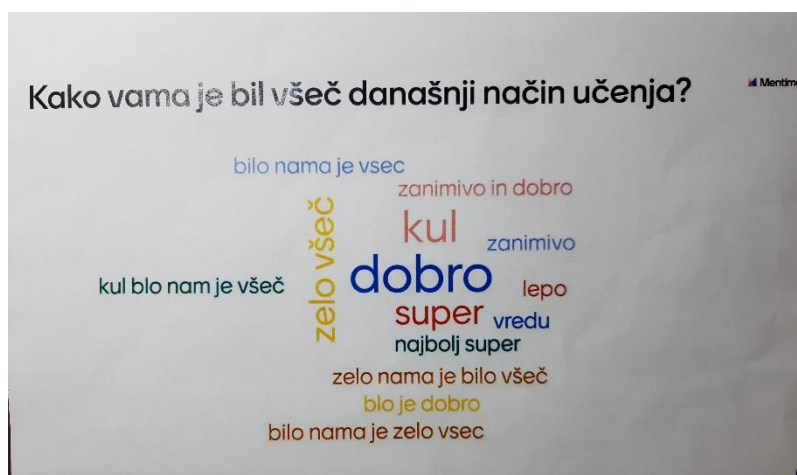 Kako vama je bil všeč današnji način učenja?
Mentime
bilo nama je vsec
zanimivo in dobro
zelo všeč
kul
zanimivo
dobro
kul blo nam je všeč
lepo
super
vredu
najbolj super
zelo nama je bilo všeč
blo je dobro
bilo nama je zelo vsec